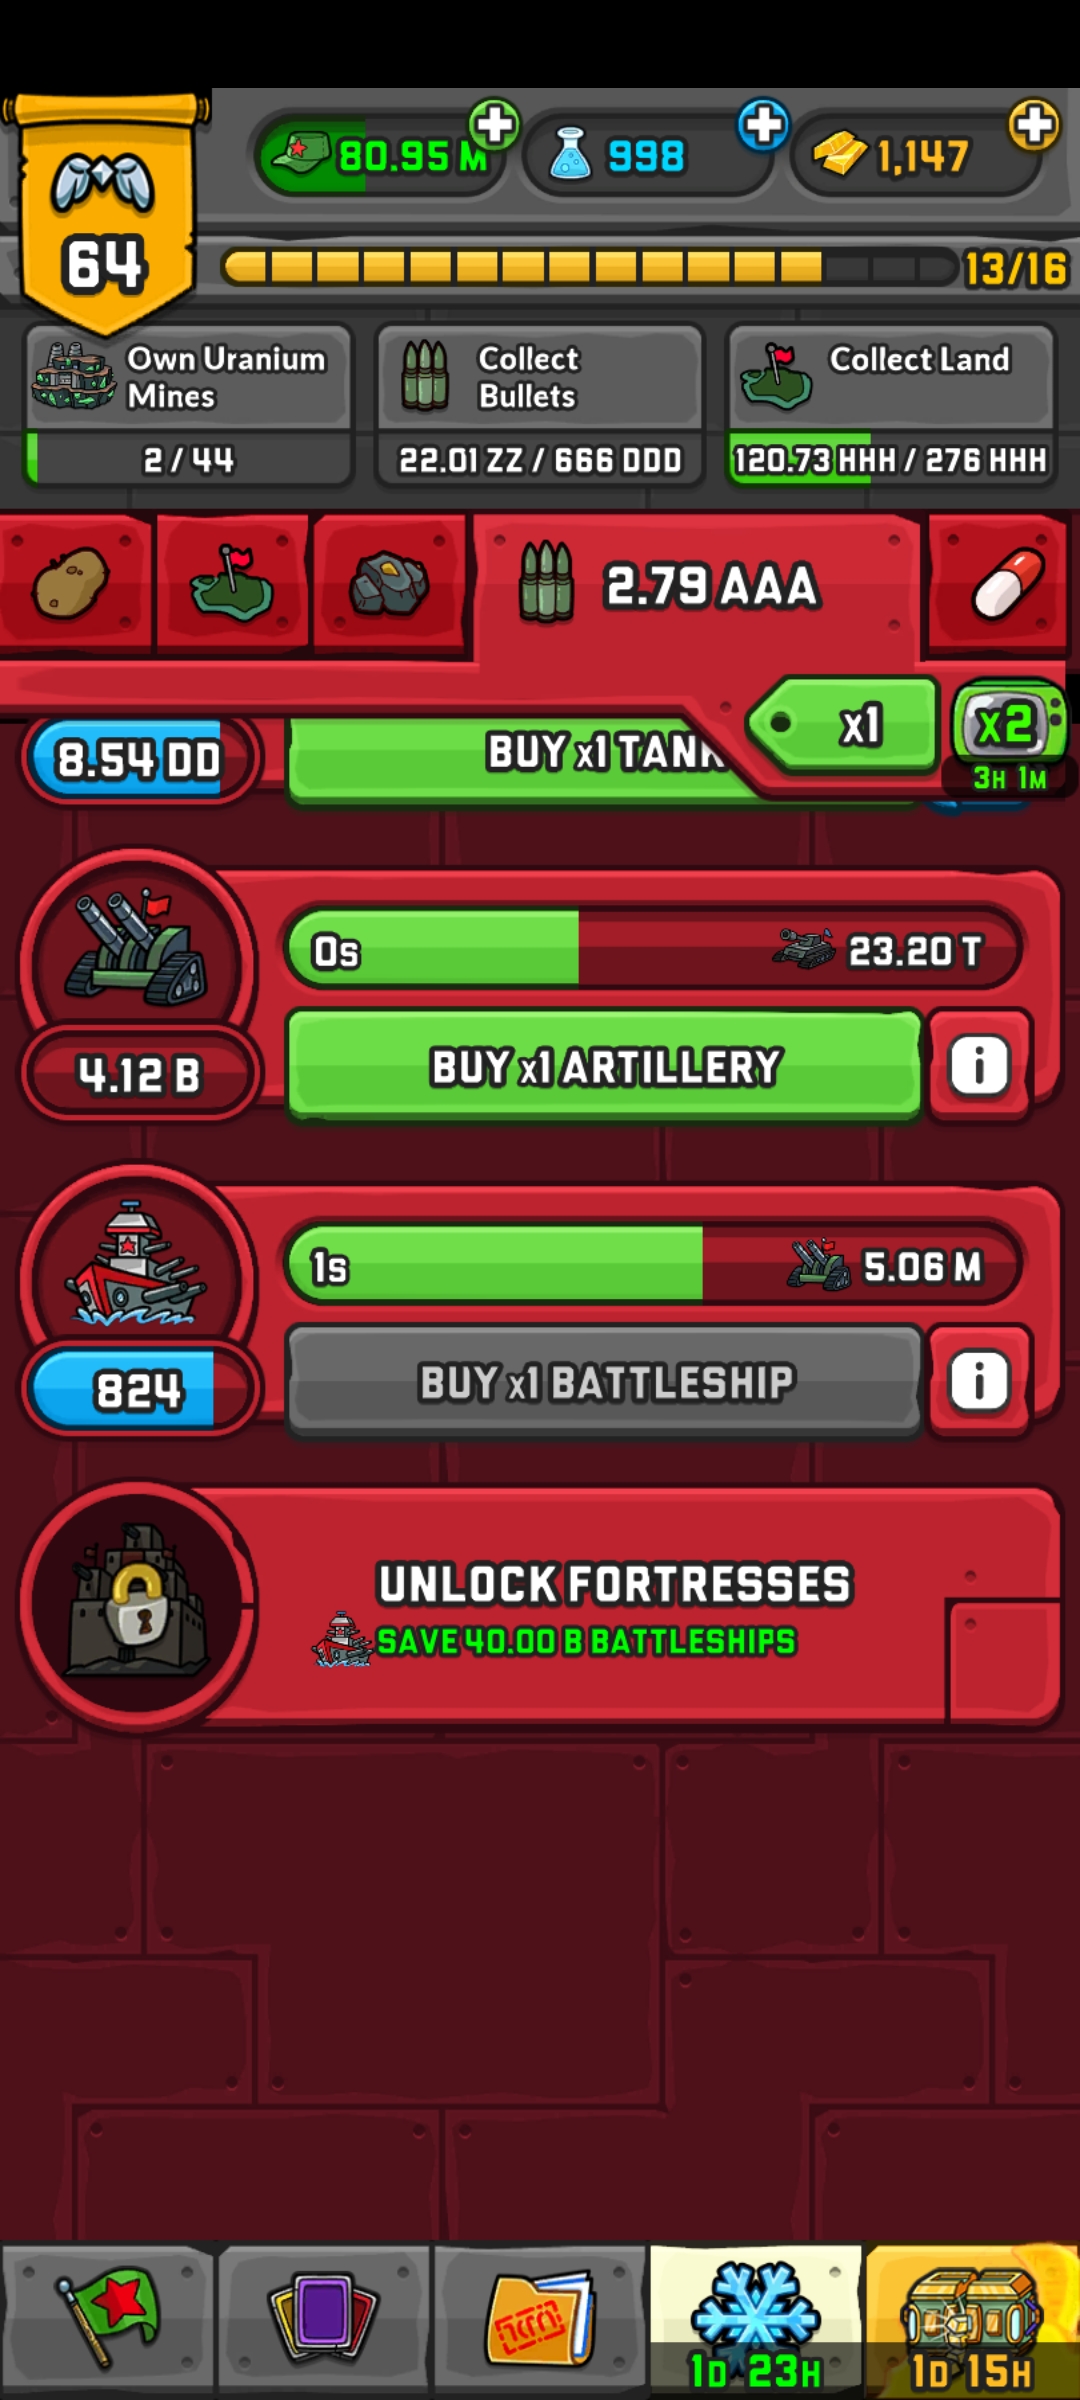 80.95 M
998
1,147
64
13/16
Own Uranium
Mines
Collect
Bullets
Collect Land
2 / 44
22.01 ZZ / 666 DDD
120.73 HHH / 276 HHH
2.79 AAA
x1
x2
3H 1M
8.54 DD
BUY x1 TANK
0s
23.20 T
4.12 B
BUY x1 ARTILLERY
i
1s
5.06 M
824
BUY x1 BATTLESHIP
i
UNLOCK FORTRESSES
SAVE 40.00 B BATTLESHIPS
1D 23H
1D 15H